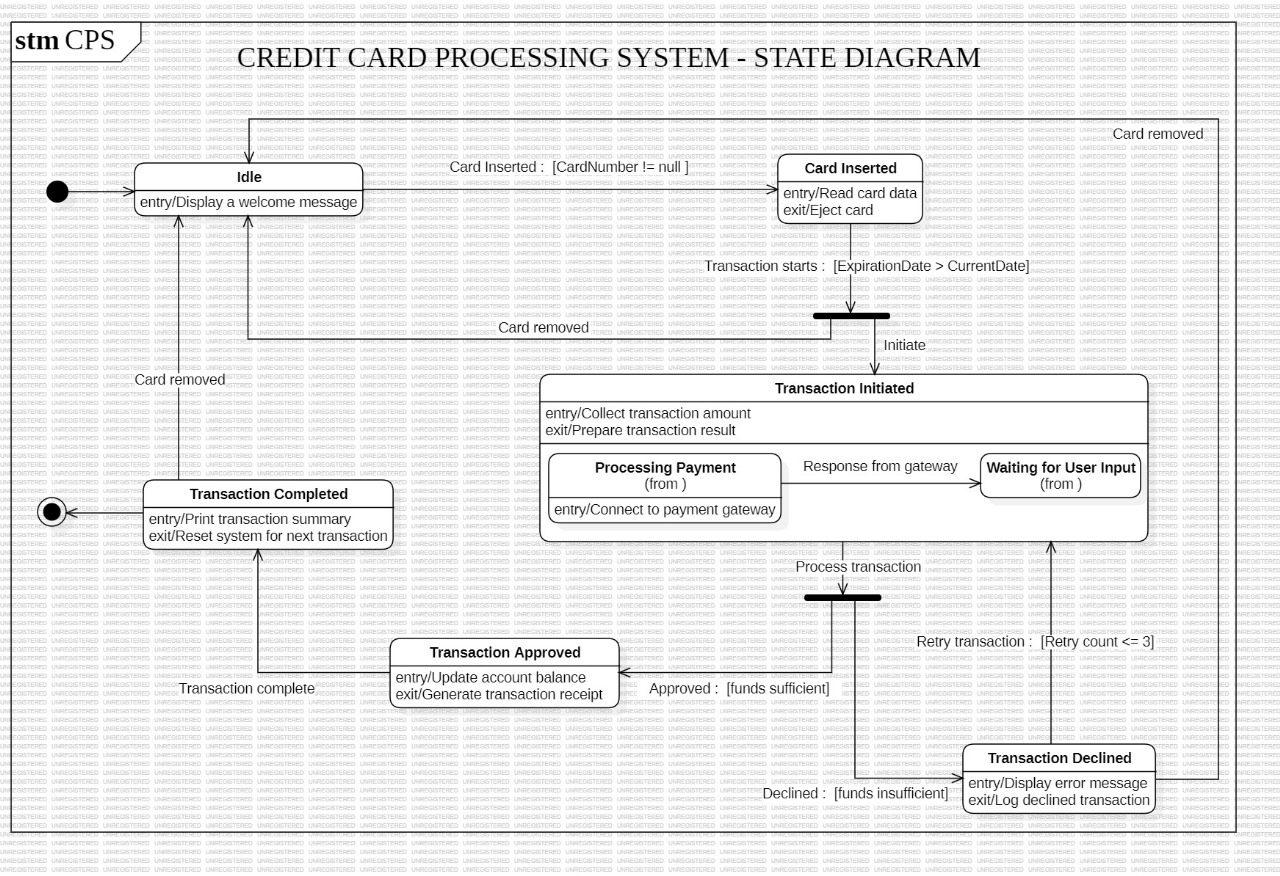 stm CPS
CREDIT CARD PROCESSING SYSTEM - STATE DIAGRAM
Card removed
Idle
entry/Display a welcome message
Card Inserted : [CardNumber != null ]
Card Inserted
entry/Read card data
exit/Eject card
Transaction starts : [ExpirationDate > CurrentDate]
Card removed
Initiate
Card removed
Transaction Initiated
entry/Collect transaction amount
exit/Prepare transaction result
Processing Payment
(from )
entry/Connect to payment gateway
Response from gateway
Waiting for User Input
(from )
Transaction Completed
entry/Print transaction summary
exit/Reset system for next transaction
Process transaction
Retry transaction : [Retry count <= 3]
Transaction Approved
entry/Update account balance
exit/Generate transaction receipt
Transaction complete
Approved : [funds sufficient]
Declined : [funds insufficient]
Transaction Declined
entry/Display error message
exit/Log declined transaction
UNREGISTERED